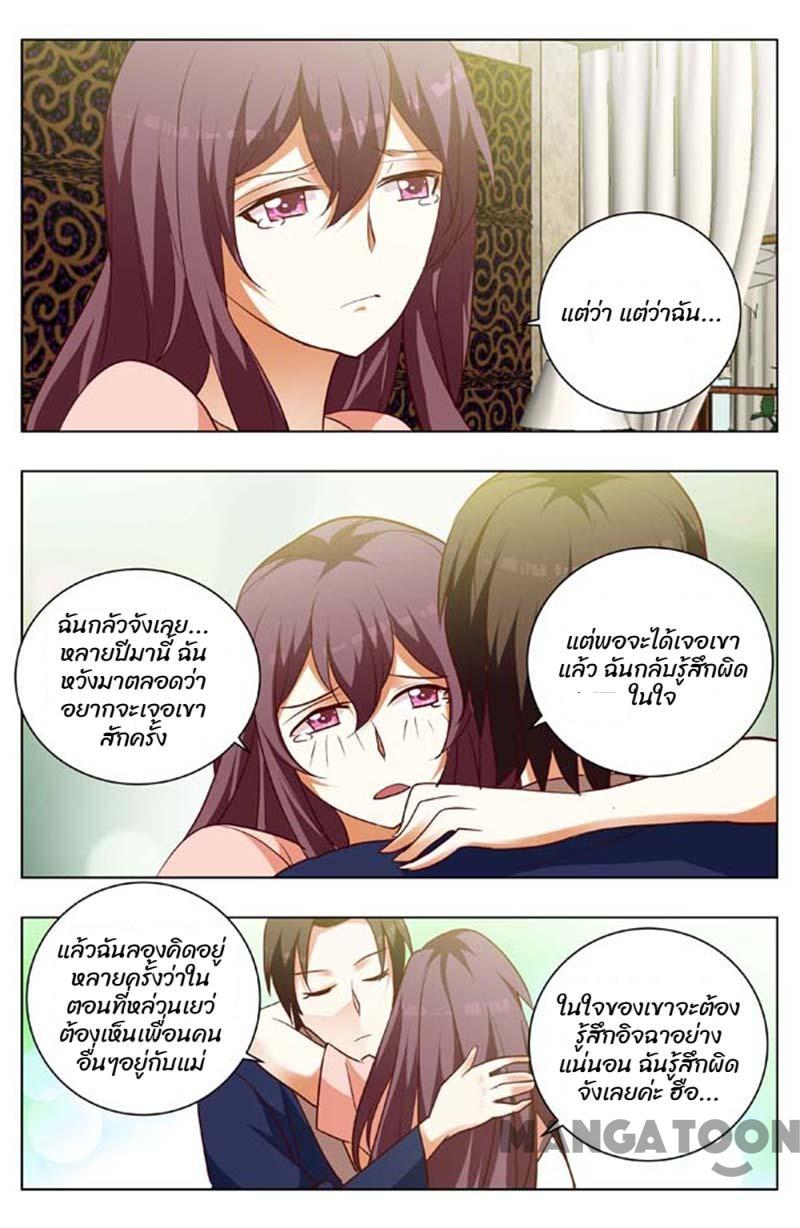 แต่ว่า แต่ว่าฉัน...
ฉันกลัวจังเลย...
หลายปีมานี้ ฉัน
หวังมาตลอดว่า
อยากจะเจอเขา
สักครั้ง
แต่พอจะได้เจอเขา
แล้ว ฉันกลับรู้สึกผิด
ในใจ
แล้วฉันลองคิดอยู่
หลายครั้งว่าใน
ตอนที่หล่วนเยว่
ต้องเห็นเพื่อนคน
อื่นๆอยู่กับแม่
ในใจของเขาจะต้อง
รู้สึกอิจฉาอย่าง
แน่นอน ฉันรู้สึกผิด
จังเลยค่ะ ฮือ...
MANGATOON